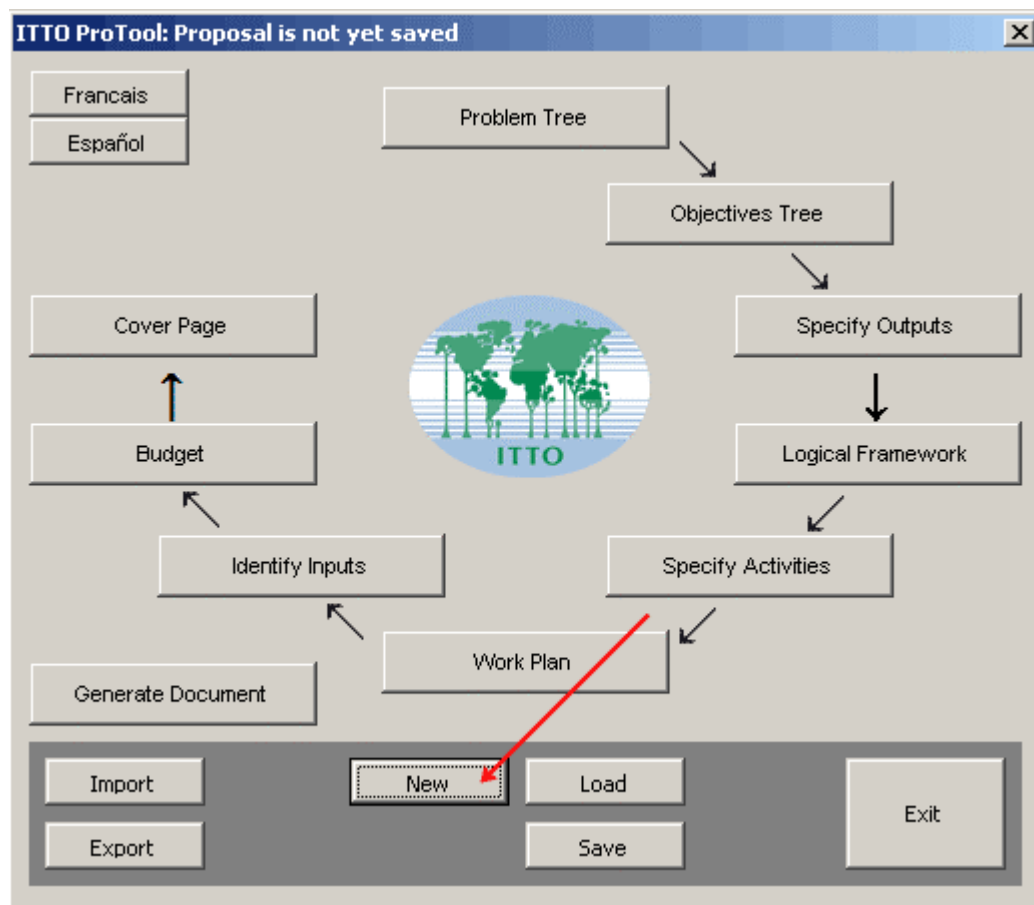 ITTO ProTool: Proposal is not yet saved
Francais
Español
Problem Tree
Objectives Tree
Cover Page
Specify Outputs
ITTO
Budget
Logical Framework
Identify Inputs
Specify Activities
Work Plan
Generate Document
Import
New
Load
Exit
Export
Save